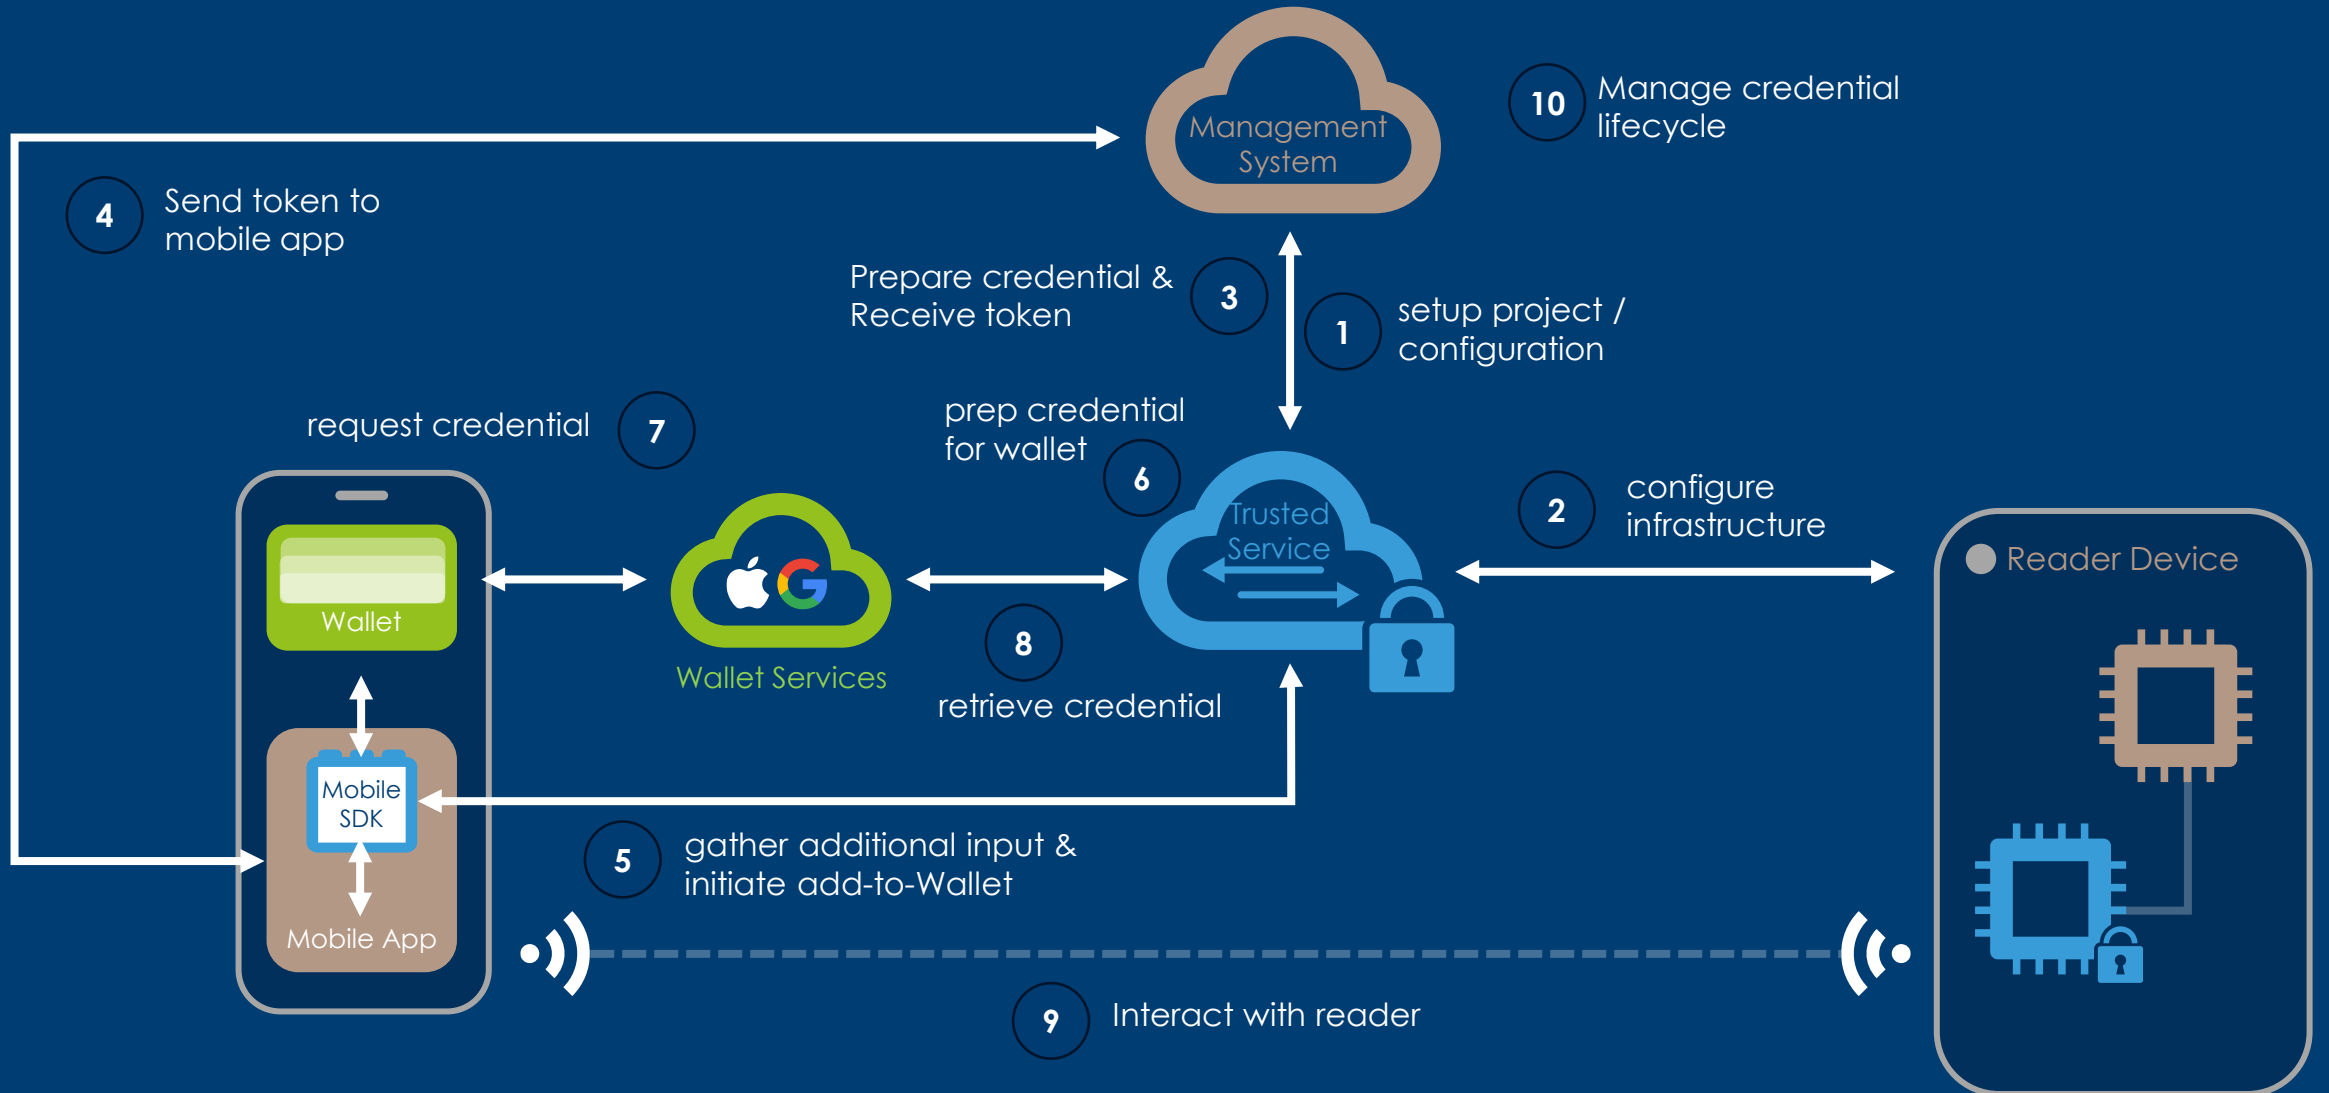 Management
System
10
Manage credential
lifecycle
4
Send token to
mobile app
Prepare credential &
Receive token
3
1
setup project /
configuration
request credential
7
prep credential
for wallet
6
Trusted
Service
2
configure
infrastructure
Reader Device
Wallet
Wallet Services
8
retrieve credential
Mobile
SDK
Mobile App
5
gather additional input &
initiate add-to-Wallet
9
Interact with reader